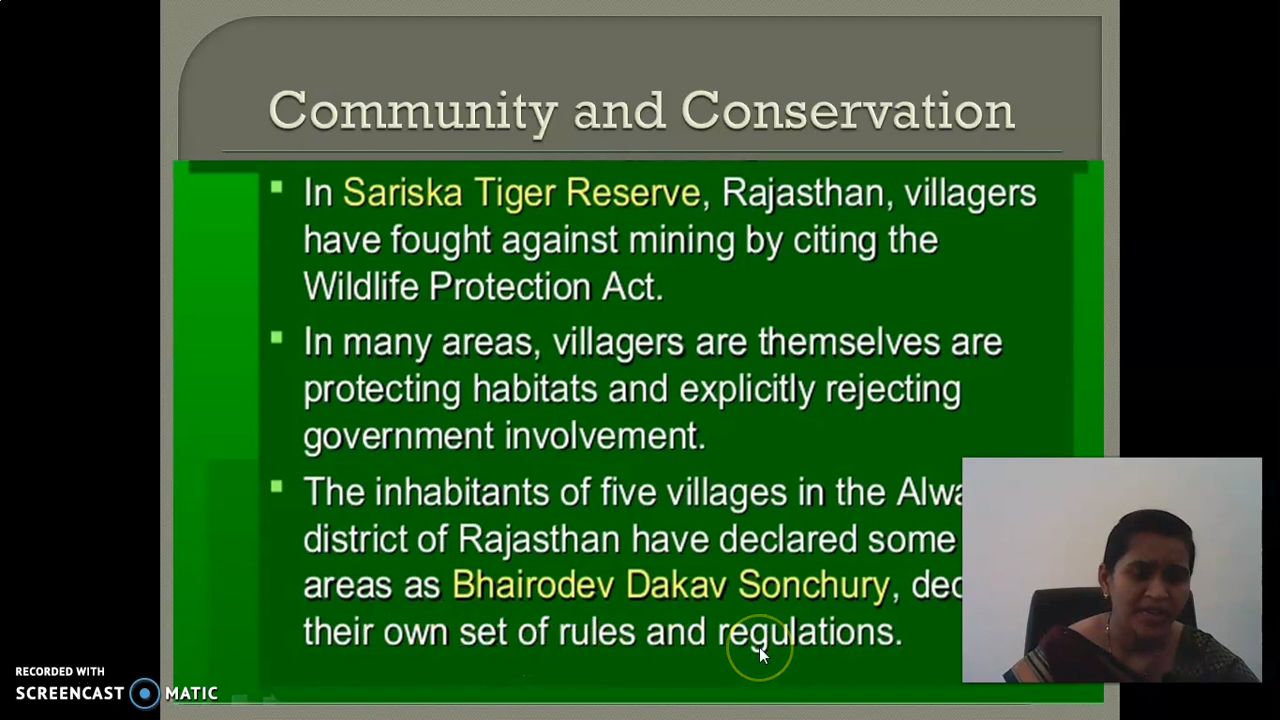 Community and Conservation
In Sariska Tiger Reserve, Rajasthan, villagers
have fought against mining by citing the
Wildlife Protection Act.
In many areas, villagers are themselves are
protecting habitats and explicitly rejecting
government involvement.
The inhabitants of five villages in the
district of Rajasthan have declared some
areas as Bhairodev Dakav Sonchury,
their own set of rules and regulations.
RECORDED WITH
SCREENCAST MATIC